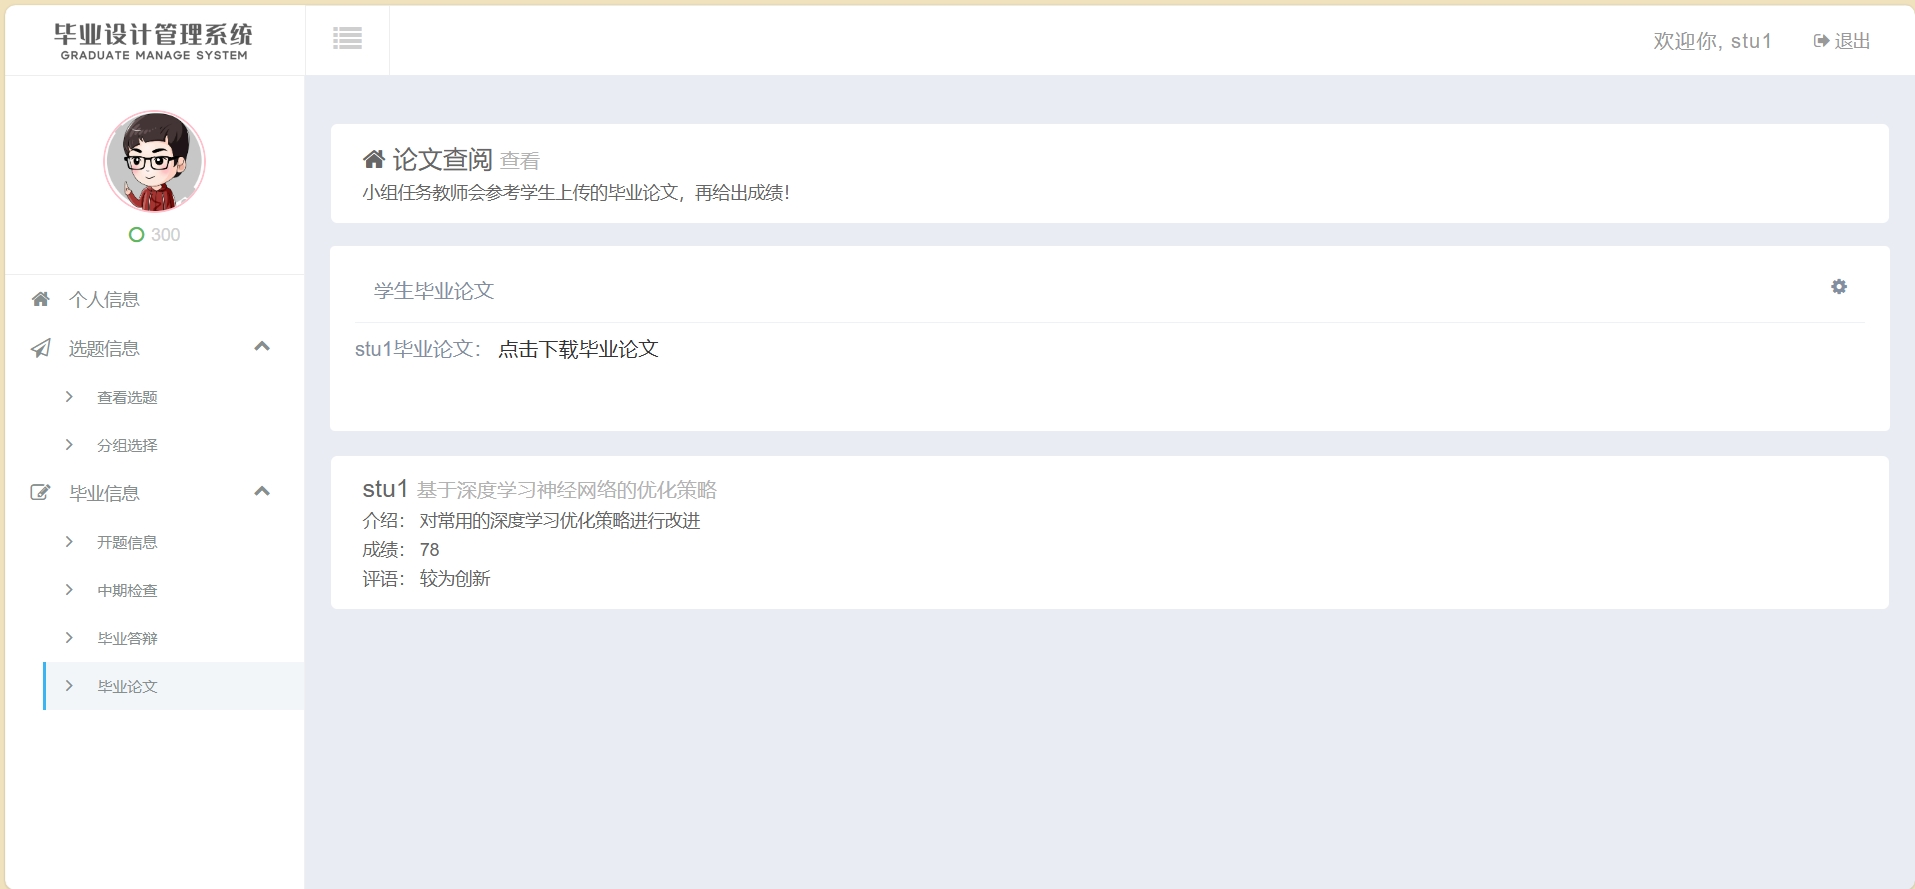 毕业设计管理系统
GRADUATE MANAGE SYSTEM
欢迎你, stu1
退出
300
个人信息
选题信息
查看选题
分组选择
毕业信息
开题信息
中期检查
毕业答辩
毕业论文
论文查阅 查看
小组任务教师会参考学生上传的毕业论文，再给出成绩！
学生毕业论文
stu1毕业论文： 点击下载毕业论文
stu1 基于深度学习神经网络的优化策略
介绍： 对常用的深度学习优化策略进行改进
成绩： 78
评语： 较为创新